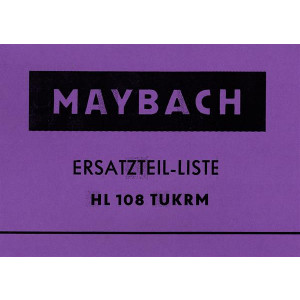 MAYBACH
ERSATZTEIL-LISTE
HL 108 TUKRM